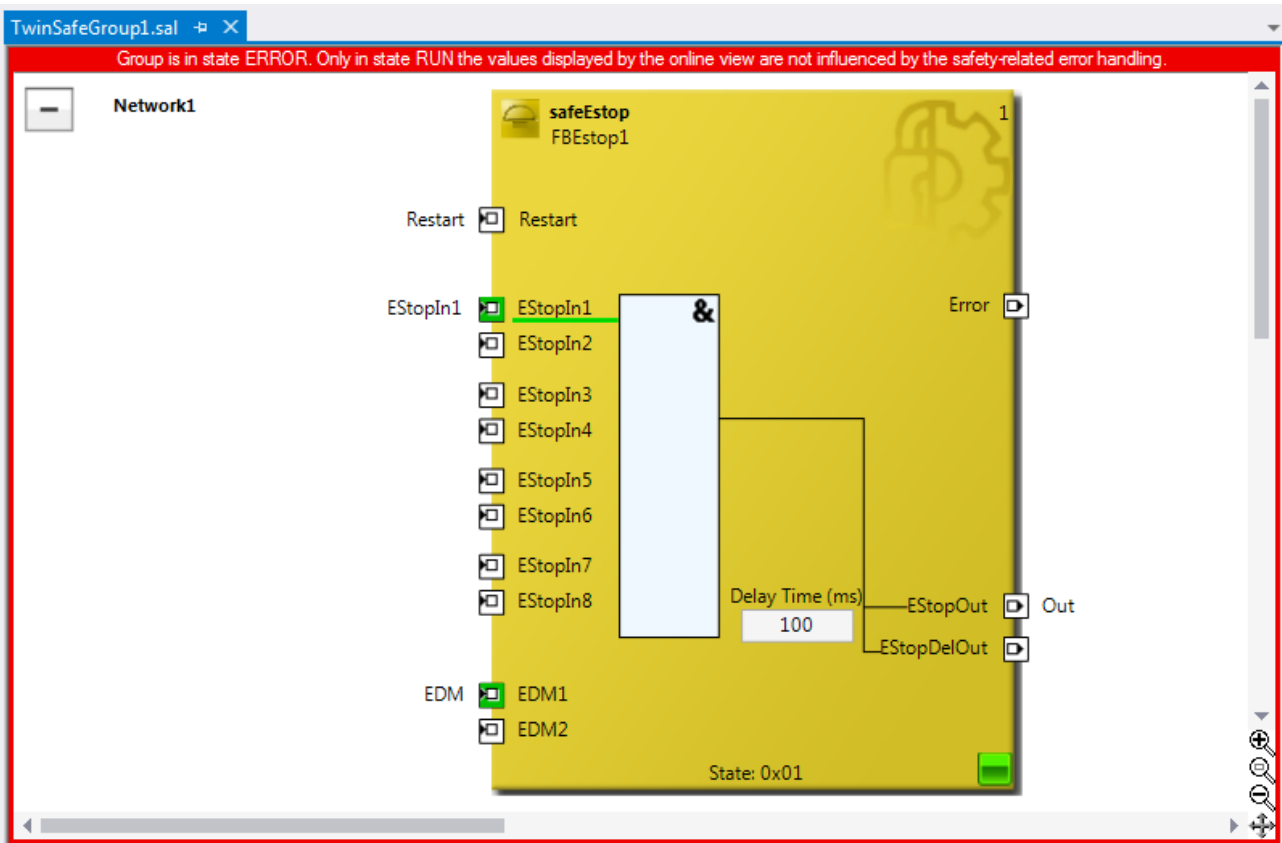 TwinSafeGroup1.sal
Group is in state ERROR. Only in state RUN the values displayed by the online view are not influenced by the safety-related error handling.
Network1
safeEstop
1
FBEstop1
Restart Restart
EStopIn1 EStopIn1 & Error
EStopIn2
EStopIn3
EStopIn4
EStopIn5
EStopIn6
EStopIn7
EStopIn8
Delay Time (ms)
100
EStopOut Out
EStopDelOut
EDM EDM1
EDM2
State: 0x01